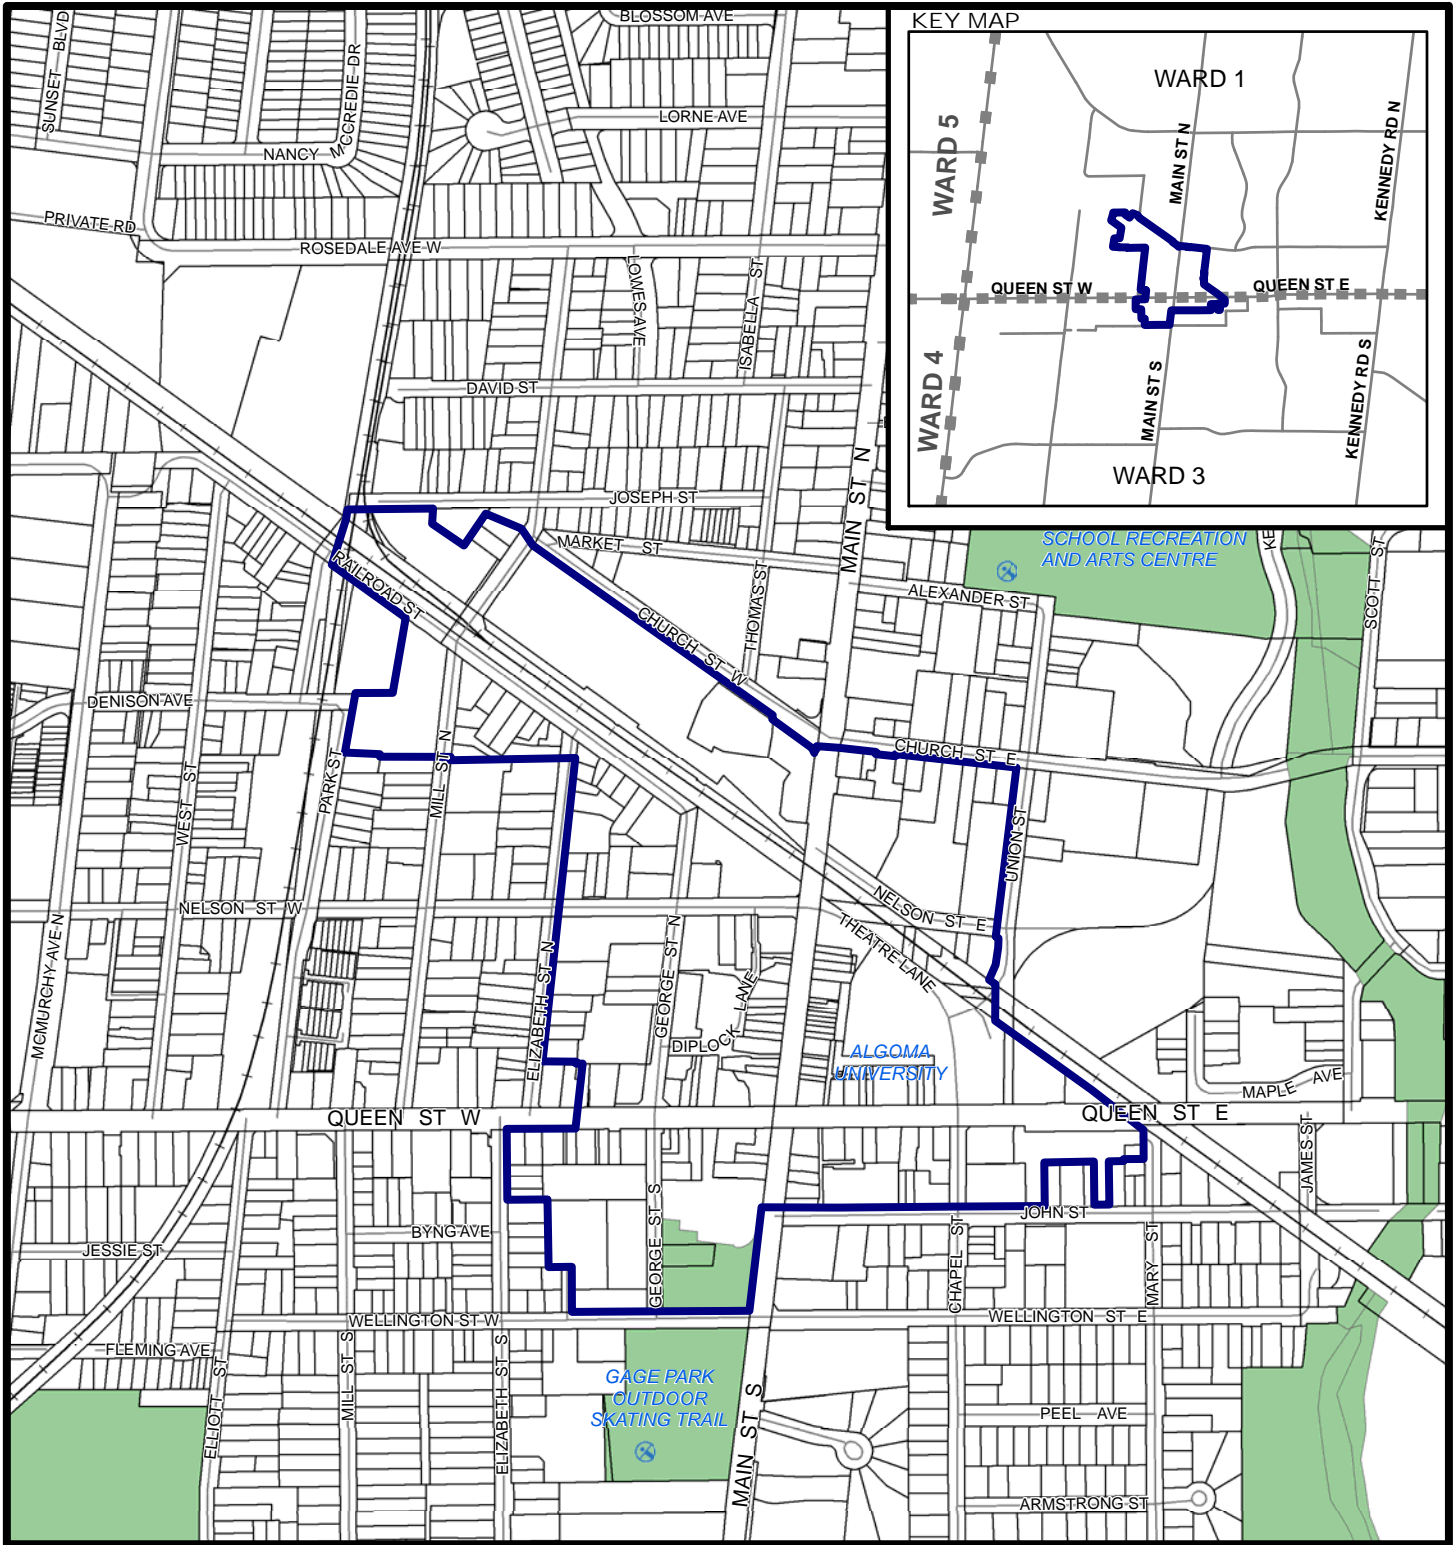 BLOSSOM AVE
KEY MAP
SUNSET BLVD
MCCREDIE DR
NANCY
LORNE AVE
WARD 1
WARD 5
MAIN ST N
KENNEDY RD N
QUEEN ST W
QUEEN ST E
WARD 4
MAIN ST S
KENNEDY RD S
WARD 3
PRIVATE RD
ROSEDALE AVE W
LOWES AVE
ISABELLA ST
DAVID ST
JOSEPH ST
MAIN ST N
MARKET ST
SCHOOL RECREATION
AND ARTS CENTRE
KE
SCOTT ST
RAILROAD ST
THOMAS ST
ALEXANDER ST
CHURCH ST W
DENISON AVE
CHURCH ST E
PARK ST
MILL ST N
WEST ST
UNION ST
NELSON ST W
NELSON ST E
THEATRE LANE
MCMURCHY AVE N
ELIZABETH ST N
GEORGE ST N
DIPLOCK LANE
ALGOMA
UNIVERSITY
MAPLE AVE
QUEEN ST W
QUEEN ST E
JAMES ST
BYNG AVE
JESSIE ST
GEORGE ST S
JOHN ST
CHAPEL ST
MARY ST
WELLINGTON ST W
WELLINGTON ST E
FLEMING AVE
ELLIOTT ST
MILL ST S
ELIZABETH ST S
GAGE PARK
OUTDOOR
SKATING TRAIL
MAIN ST S
PEEL AVE
ARMSTRONG ST